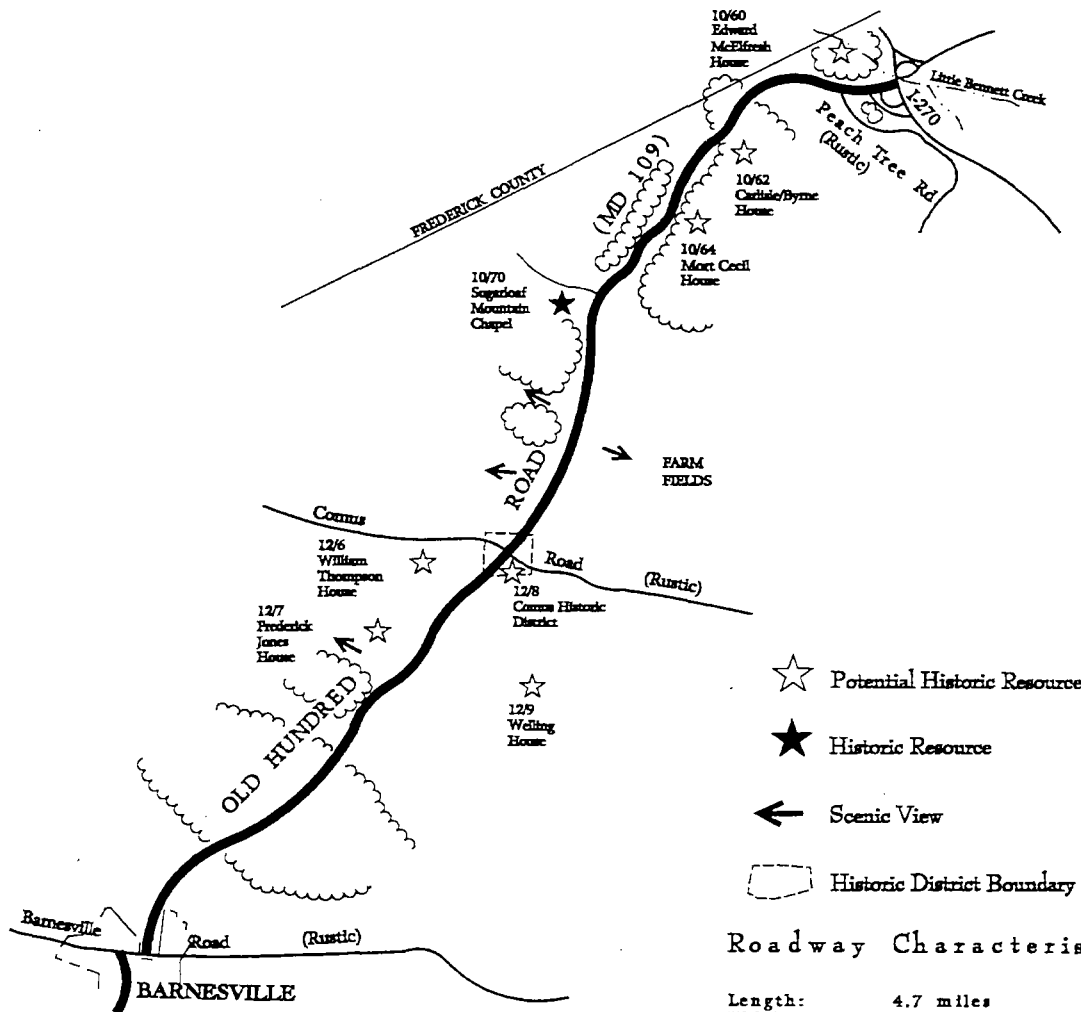 10/60
Edward
McElfresh
House
Little Bennett Creek
I-270
Peach Tree Rd
(Rustic)
FREDERICK COUNTY
(MD 109)
10/62
Carlisle/Byrne
House
10/64
Mort Cecil
House
10/70
Sugarloaf
Mountain
Chapel
ROAD
FARM
FIELDS
Comus
Road
(Rustic)
12/6
William
Thompson
House
12/8
Comus Historic
District
12/7
Frederick
Jones
House
12/9
Welling
House
OLD HUNDRED
Potential Historic Resource
Historic Resource
Scenic View
Historic District Boundary
Barnesville
Road
(Rustic)
BARNESVILLE
Roadway Characteris
Length: 4.7 miles